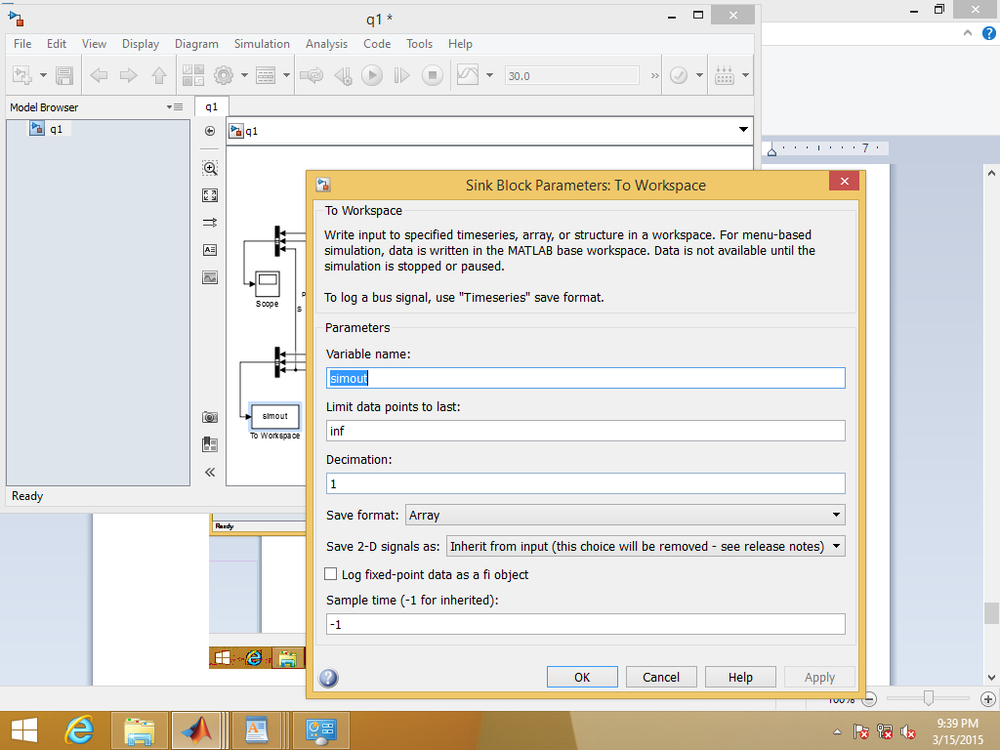 q1 *
File Edit View Display Diagram Simulation Analysis Code Tools Help
30.0
»
?
Model Browser
q1
q1
q1
7
Scope
S
simout
To Workspace
Ready
Ready
Sink Block Parameters: To Workspace
To Workspace
Write input to specified timeseries, array, or structure in a workspace. For menu-based
simulation, data is written in the MATLAB base workspace. Data is not available until the
simulation is stopped or paused.
To log a bus signal, use "Timeseries" save format.
Parameters
Variable name:
simout
Limit data points to last:
inf
Decimation:
1
Save format: Array
Save 2-D signals as: Inherit from input (this choice will be removed - see release notes)
Log fixed-point data as a fi object
Sample time (-1 for inherited):
-1
?
OK Cancel Help Apply
100%
9:39 PM
3/15/2015